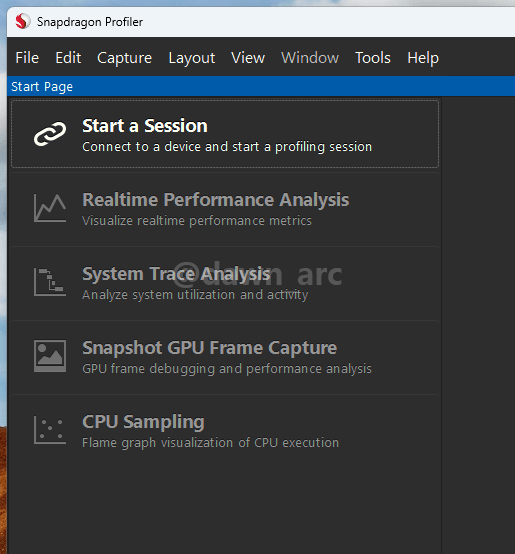 Snapdragon Profiler
File Edit Capture Layout View Window Tools Help
Start Page
Start a Session
Connect to a device and start a profiling session
Realtime Performance Analysis
Visualize realtime performance metrics
System Trace Analysis
@dawn arc
Analyze system utilization and activity
Snapshot GPU Frame Capture
GPU frame debugging and performance analysis
CPU Sampling
Flame graph visualization of CPU execution